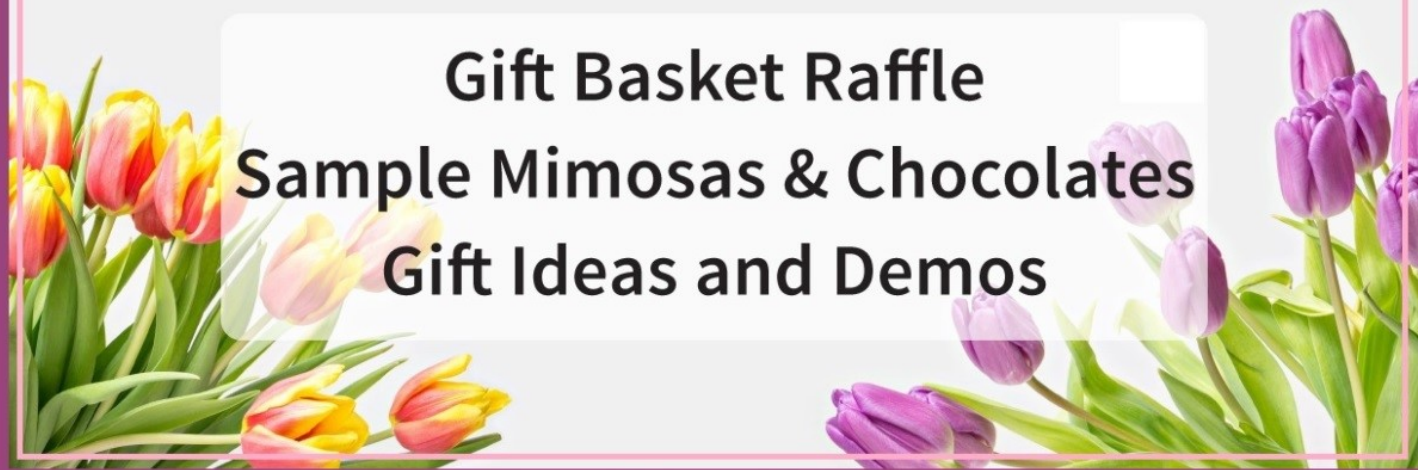 Gift Basket Raffle
Sample Mimosas & Chocolates
Gift Ideas and Demos